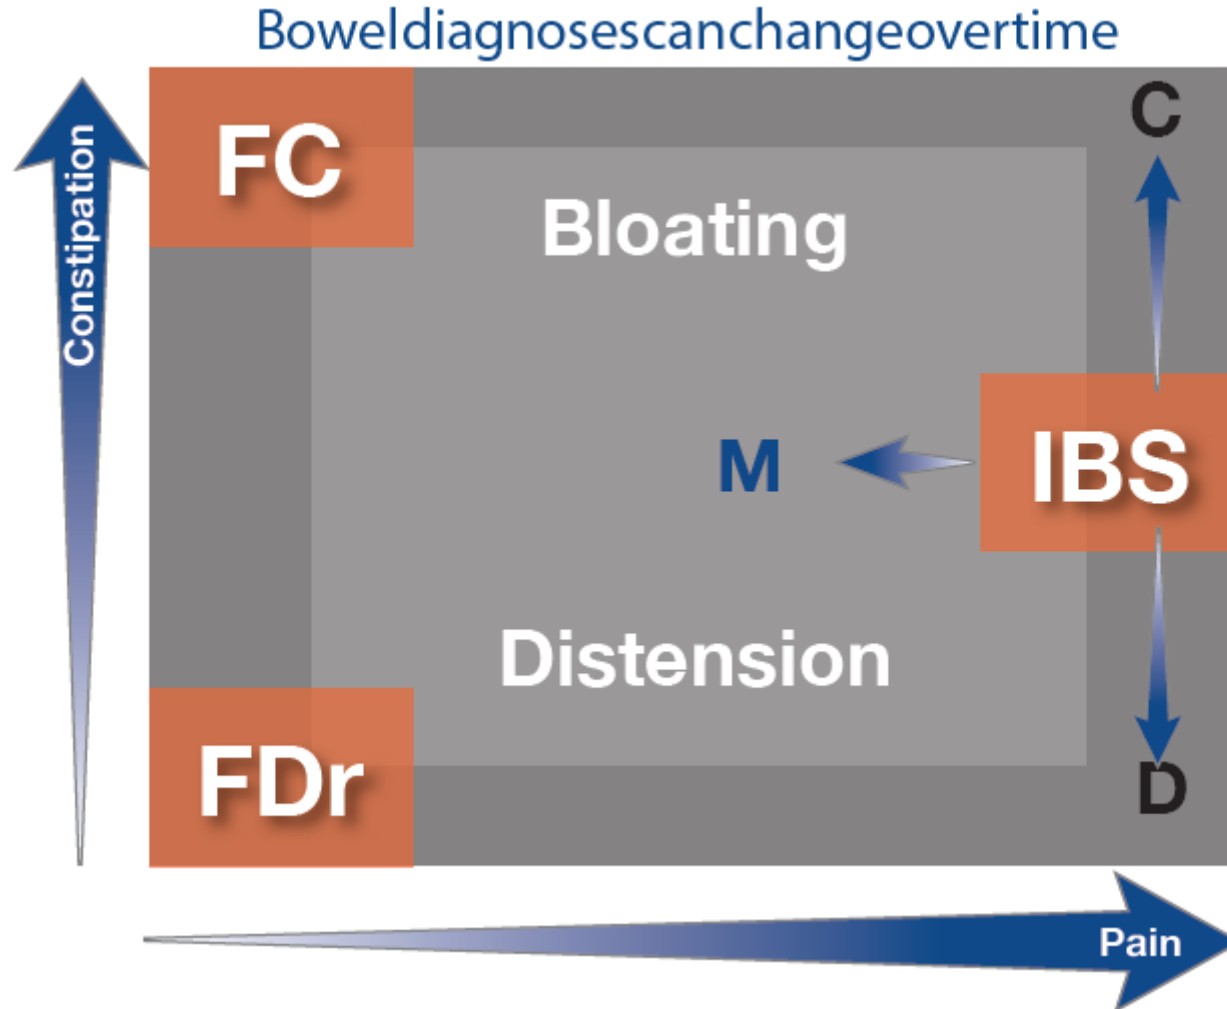 Boweldiagnosescanchangeovertime
Constipation
FC
C
Bloating
M
IBS
Distension
FDr
D
Pain